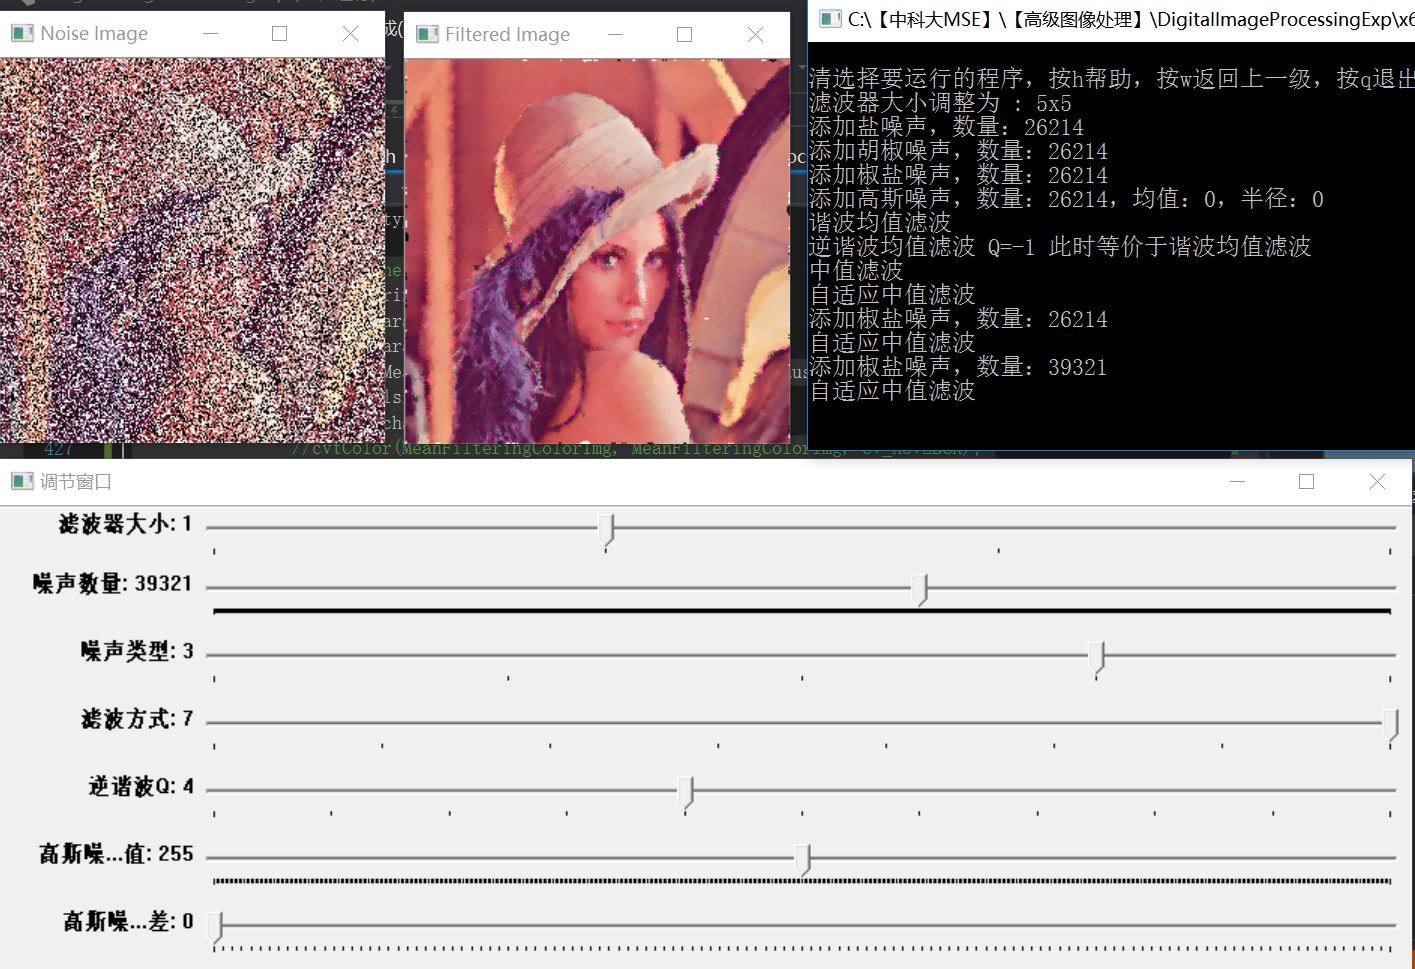 Noise Image
Filtered Image
C:\【中科大MSE】\【高级图像处理】\DigitalImageProcessingExp\x6
清选择要运行的程序，按h帮助，按w返回上一级，按q退出
滤波器大小调整为 : 5x5
添加盐噪声，数量：26214
添加胡椒噪声，数量：26214
添加椒盐噪声，数量：26214
添加高斯噪声，数量：26214，均值：0，半径：0
谐波均值滤波
逆谐波均值滤波 Q=-1 此时等价于谐波均值滤波
中值滤波
自适应中值滤波
添加椒盐噪声，数量：26214
自适应中值滤波
添加椒盐噪声，数量：39321
自适应中值滤波
427 //cvtColor(MeanFilteringColorImg, MeanFilteringColorImg, CV_HSV2BGR);
调节窗口
滤波器大小: 1
噪声数量: 39321
噪声类型: 3
滤波方式: 7
逆谐波Q: 4
高斯噪...值: 255
高斯噪...差: 0